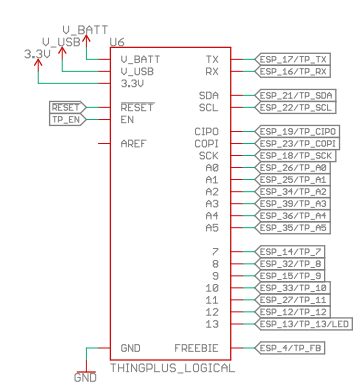 V_BATT
V_USB
3.3V
U6
V_BATT
V_USB
3.3V
RESET
RESET
TP_EN
EN
AREF
GND
GND
TX
ESP_17/TP_TX
RX
ESP_16/TP_RX
SDA
ESP_21/TP_SDA
SCL
ESP_22/TP_SCL
CIPO
ESP_19/TP_CIPO
COPI
ESP_23/TP_COPI
SCK
ESP_18/TP_SCK
A0
ESP_26/TP_A0
A1
ESP_25/TP_A1
A2
ESP_34/TP_A2
A3
ESP_39/TP_A3
A4
ESP_36/TP_A4
A5
ESP_35/TP_A5
7
ESP_14/TP_7
8
ESP_32/TP_8
9
ESP_15/TP_9
10
ESP_33/TP_10
11
ESP_27/TP_11
12
ESP_12/TP_12
13
ESP_13/TP_13/LED
FREEBIE
ESP_4/TP_FB
THINGPLUS_LOGICAL